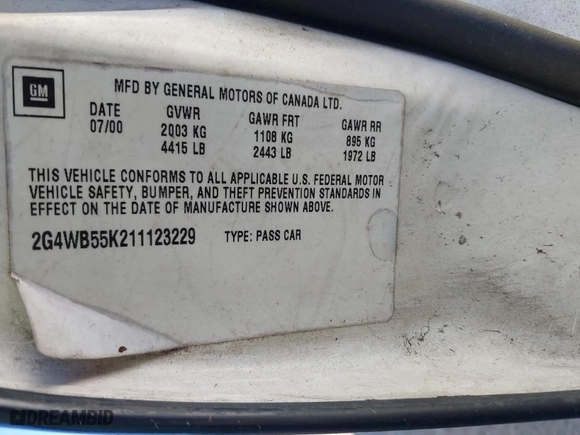 GM
MFD BY GENERAL MOTORS OF CANADA LTD.
DATE GVWR GAWR FRT GAWR RR
07/00 2003 KG 1108 KG 895 KG
4415 LB 2443 LB 1972 LB
THIS VEHICLE CONFORMS TO ALL APPLICABLE U.S. FEDERAL MOTOR
VEHICLE SAFETY, BUMPER, AND THEFT PREVENTION STANDARDS IN
EFFECT ON THE DATE OF MANUFACTURE SHOWN ABOVE.
2G4WB55K211123229 TYPE: PASS CAR
DREAMBID